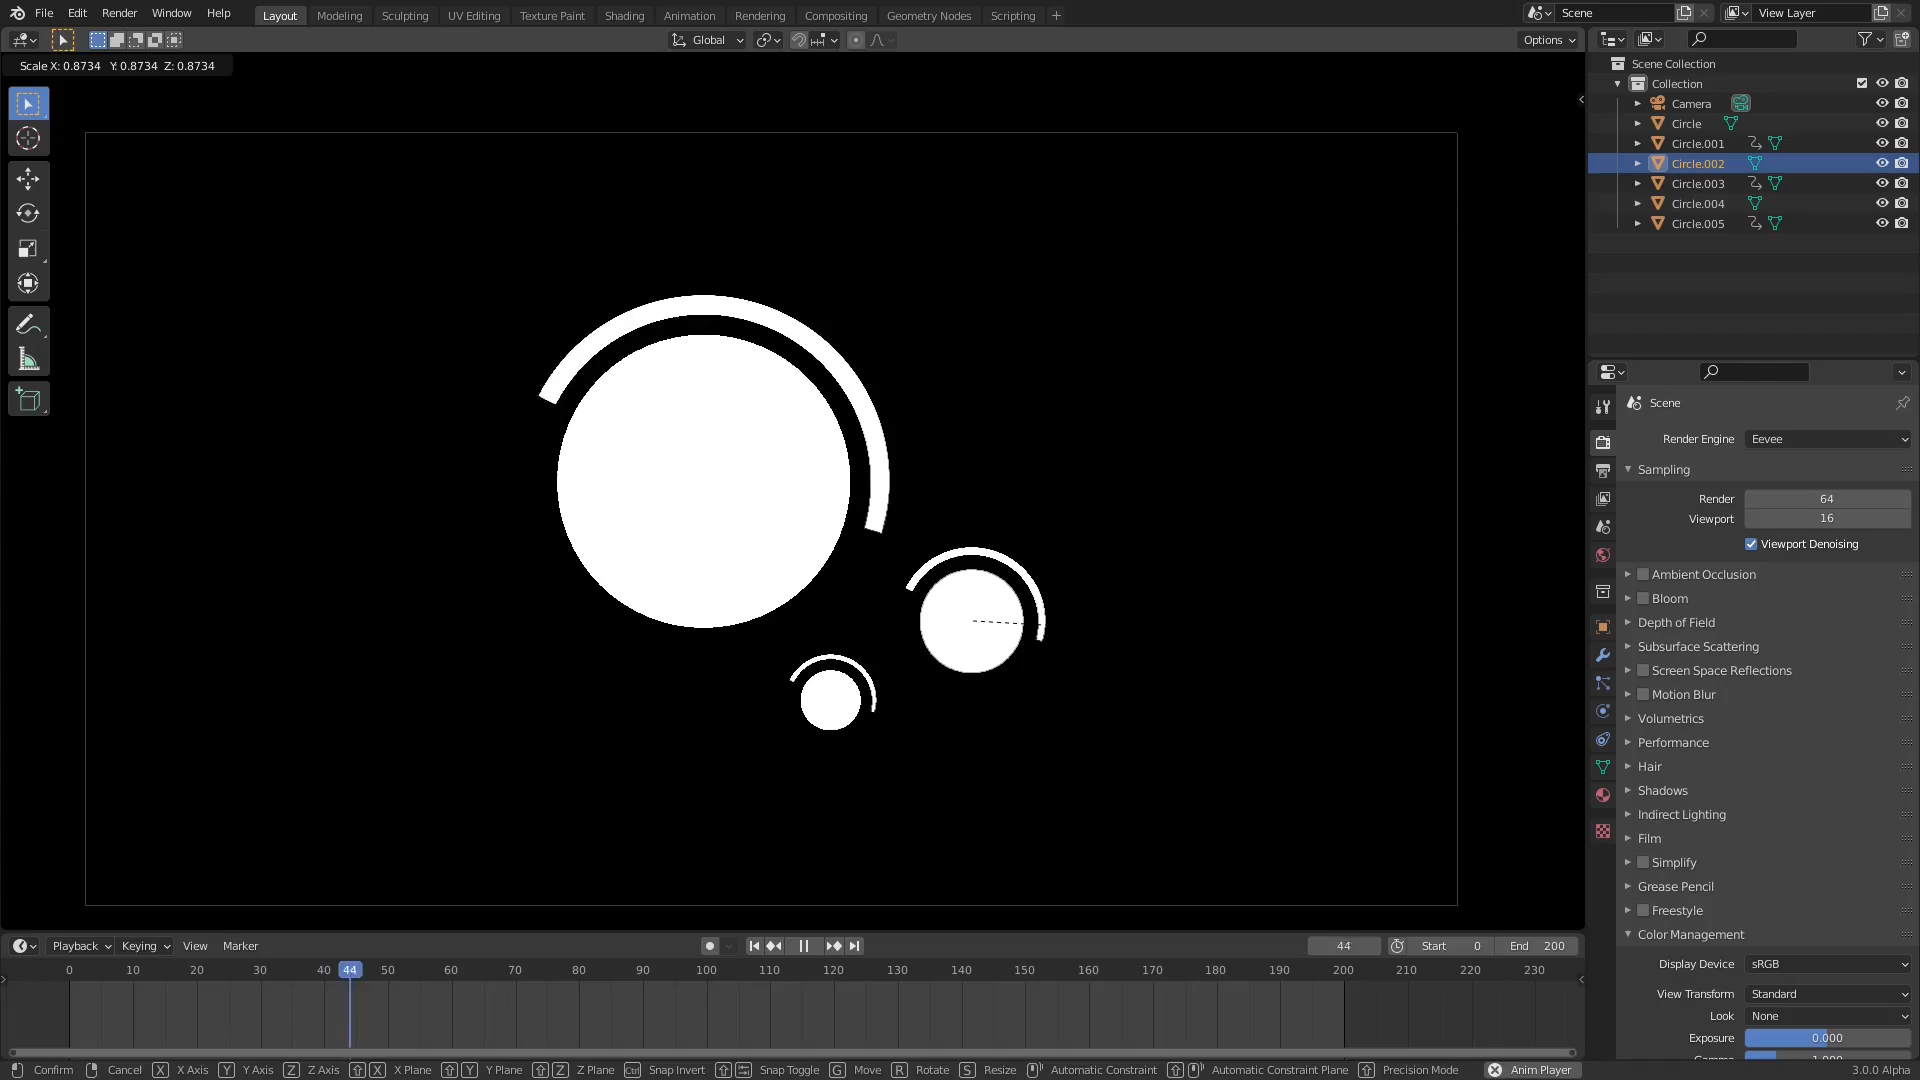 File Edit Render Window Help
Layout Modeling Sculpting UV Editing Texture Paint Shading Animation Rendering Compositing Geometry Nodes Scripting +
Scene
View Layer
Global
Options
Scale X: 0.8734 Y: 0.8734 Z: 0.8734
Scene Collection
Collection
Camera
Circle
Circle.001
Circle.002
Circle.003
Circle.004
Circle.005
Scene
Render Engine Eevee
Sampling
Render 64
Viewport 16
Viewport Denoising
Ambient Occlusion
Bloom
Depth of Field
Subsurface Scattering
Screen Space Reflections
Motion Blur
Volumetrics
Performance
Hair
Shadows
Indirect Lighting
Film
Simplify
Grease Pencil
Freestyle
Color Management
Display Device sRGB
View Transform Standard
Look None
Exposure 0.000
Gamma 1.000
Playback Keying View Marker
44 Start 0 End 200
0 10 20 30 40 44 50 60 70 80 90 100 110 120 130 140 150 160 170 180 190 200 210 220 230
Confirm Cancel X X Axis Y Y Axis Z Z Axis X X Plane Y Y Plane Z Z Plane Ctrl Snap Invert Snap Toggle G Move R Rotate S Resize Automatic Constraint Automatic Constraint Plane Precision Mode Anim Player 3.0.0 Alpha